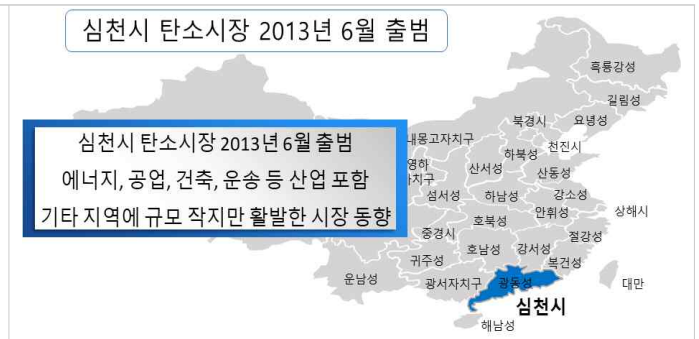 심천시 탄소시장 2013년 6월 출범
흑룡강성
길림성
요녕성
북경시
심천시 탄소시장 2013년 6월 출범
에너지, 공업, 건축, 운송 등 산업 포함
기타 지역에 규모 작지만 활발한 시장 동향
내몽고자치구
천진시
하북성
영하
자치구
산서성
산동성
섬서성
하남성
강소성
안휘성
상해시
호북성
중경시
절강성
호남성
강서성
귀주성
복건성
운남성
광서자치구
광동성
대만
심천시
해남성